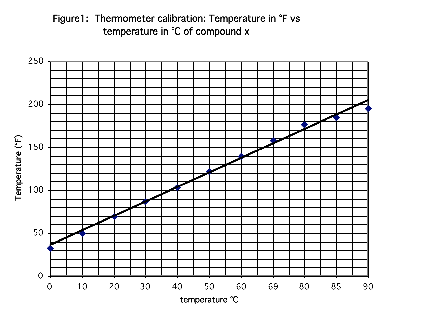 Figure1: Thermometer calibration: Temperature in °F vs
temperature in °C of compound x
250
200
150
100
50
0
Temperature (°F)
0 10 20 30 40 50 60 69 80 85 90
temperature °C